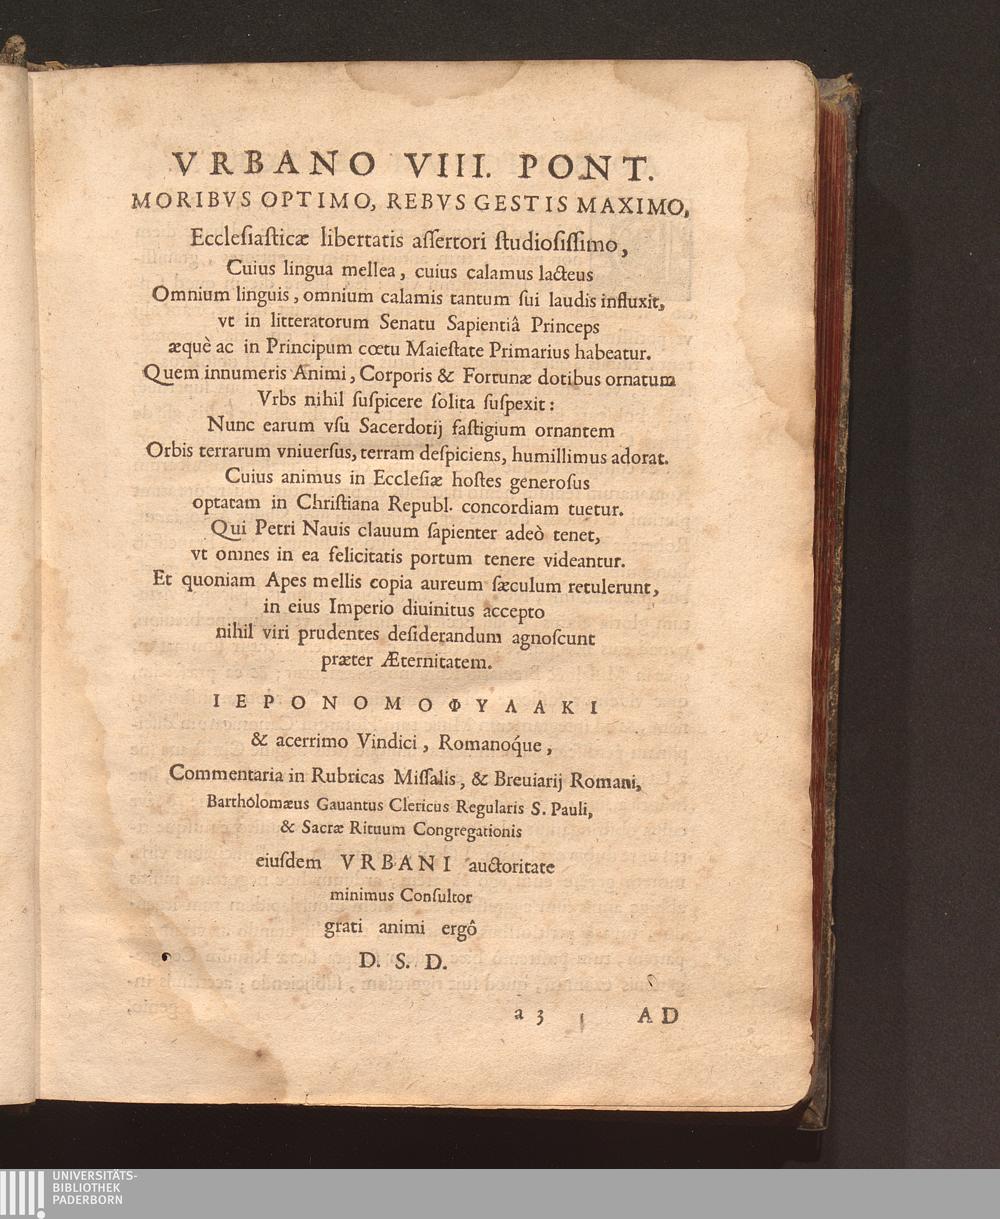 VRBANO VIII. PONT.
MORIBVS OPTIMO, REBVS GESTIS MAXIMO,
Ecclesiasticæ libertatis assertori studiosissimo,
Cuius lingua mellea, cuius calamus lacteus
Omnium linguis, omnium calamis tantum sui laudis influxit,
vt in litteratorum Senatu Sapientiâ Princeps
æquè ac in Principum cœtu Maiestate Primarius habeatur.
Quem innumeris Animi, Corporis & Fortunæ dotibus ornatum
Vrbs nihil suspicere solita suspexit:
Nunc earum vsu Sacerdotij fastigium ornantem
Orbis terrarum vniuersus, terram despiciens, humillimus adorat.
Cuius animus in Ecclesiæ hostes generosus
optatam in Christiana Republ. concordiam tuetur.
Qui Petri Nauis clauum sapienter adeò tenet,
vt omnes in ea felicitatis portum tenere videantur.
Et quoniam Apes mellis copia aureum sæculum retulerunt,
in eius Imperio diuinitus accepto
nihil viri prudentes desiderandum agnoscunt
præter Æternitatem.
ΙΕΡΟΝΟΜΟΦΥΛΑΚΙ
& acerrimo Vindici, Romanoq́ue,
Commentaria in Rubricas Missalis, & Breuiarij Romani,
Bartholomæus Gauantus Clericus Regularis S. Pauli,
& Sacræ Rituum Congregationis
eiusdem VRBANI auctoritate
minimus Consultor
grati animi ergô
D. S. D.
a 3 AD
UNIVERSITÄTS-
BIBLIOTHEK
PADERBORN